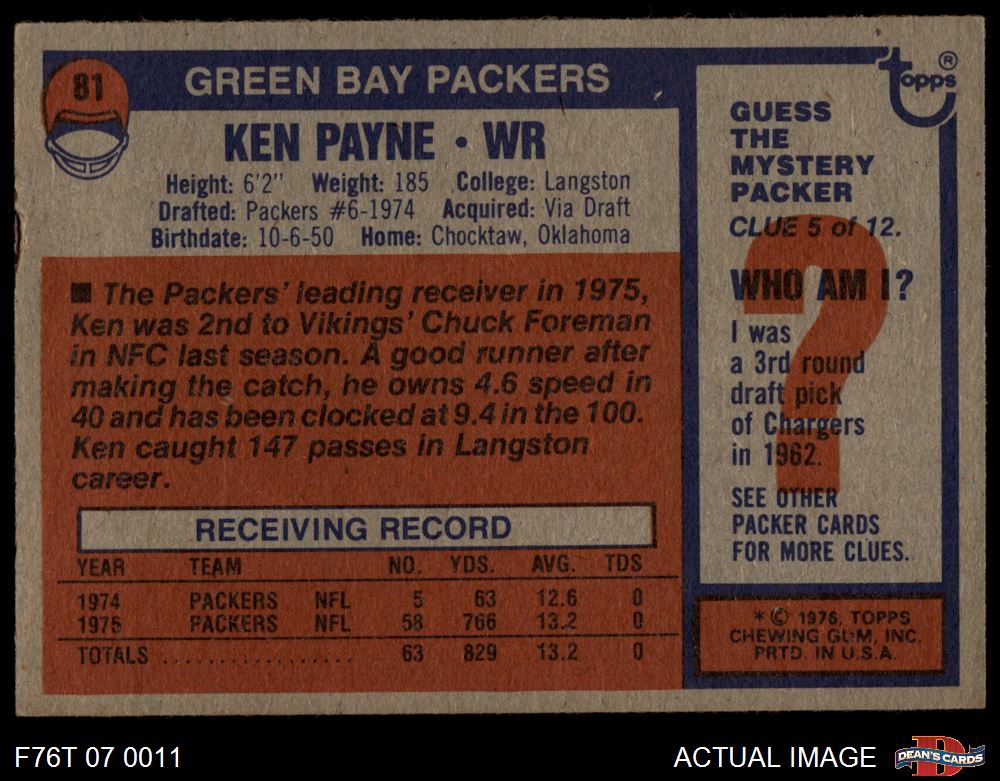 81
GREEN BAY PACKERS
KEN PAYNE • WR
Height: 6'2" Weight: 185 College: Langston
Drafted: Packers #6-1974 Acquired: Via Draft
Birthdate: 10-6-50 Home: Chocktaw, Oklahoma
■ The Packers' leading receiver in 1975,
Ken was 2nd to Vikings' Chuck Foreman
in NFC last season. A good runner after
making the catch, he owns 4.6 speed in
40 and has been clocked at 9.4 in the 100.
Ken caught 147 passes in Langston
career.
RECEIVING RECORD
YEAR TEAM NO. YDS. AVG. TDS
1974 PACKERS NFL 5 63 12.6 0
1975 PACKERS NFL 58 766 13.2 0
TOTALS .................. 63 829 13.2 0
Topps ®
GUESS
THE
MYSTERY
PACKER
CLUE 5 of 12.
?
WHO AM I?
I was
a 3rd round
draft pick
of Chargers
in 1962.
SEE OTHER
PACKER CARDS
FOR MORE CLUES.
* © 1976, TOPPS
CHEWING GUM, INC.
PRTD. IN U.S.A.
F76T 07 0011
ACTUAL IMAGE
D
DEAN'S CARDS